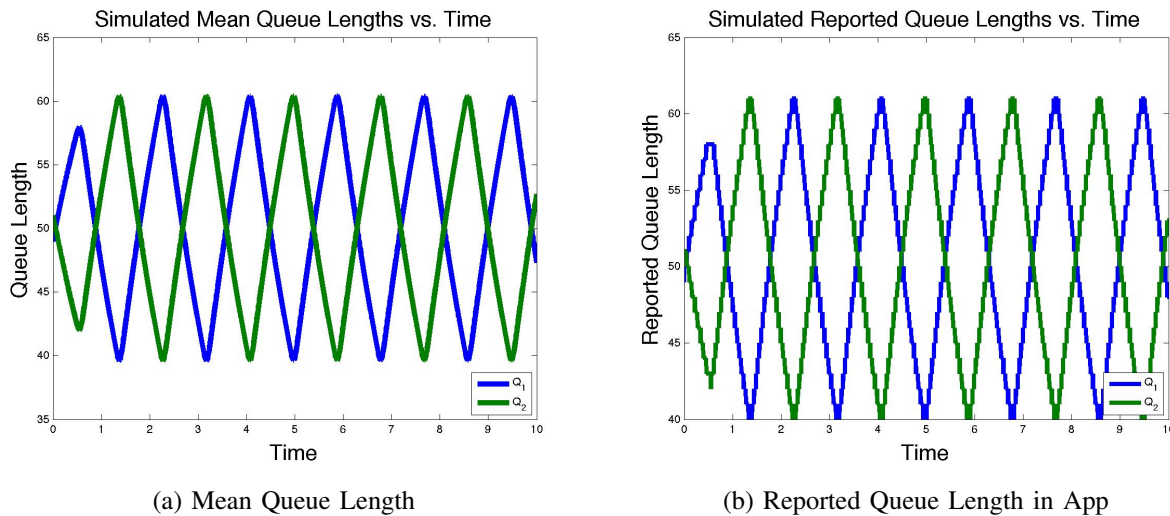 Simulated Mean Queue Lengths vs. Time
65
60
55
50
45
40
35
Queue Length
0 1 2 3 4 5 6 7 8 9 10
Time
Q1
Q2
(a) Mean Queue Length
Simulated Reported Queue Lengths vs. Time
65
60
55
50
45
40
Reported Queue Length
0 1 2 3 4 5 6 7 8 9 10
Time
Q1
Q2
(b) Reported Queue Length in App